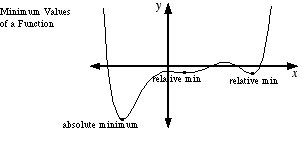 Minimum Values
of a Function
y
x
relative min
relative min
absolute minimum